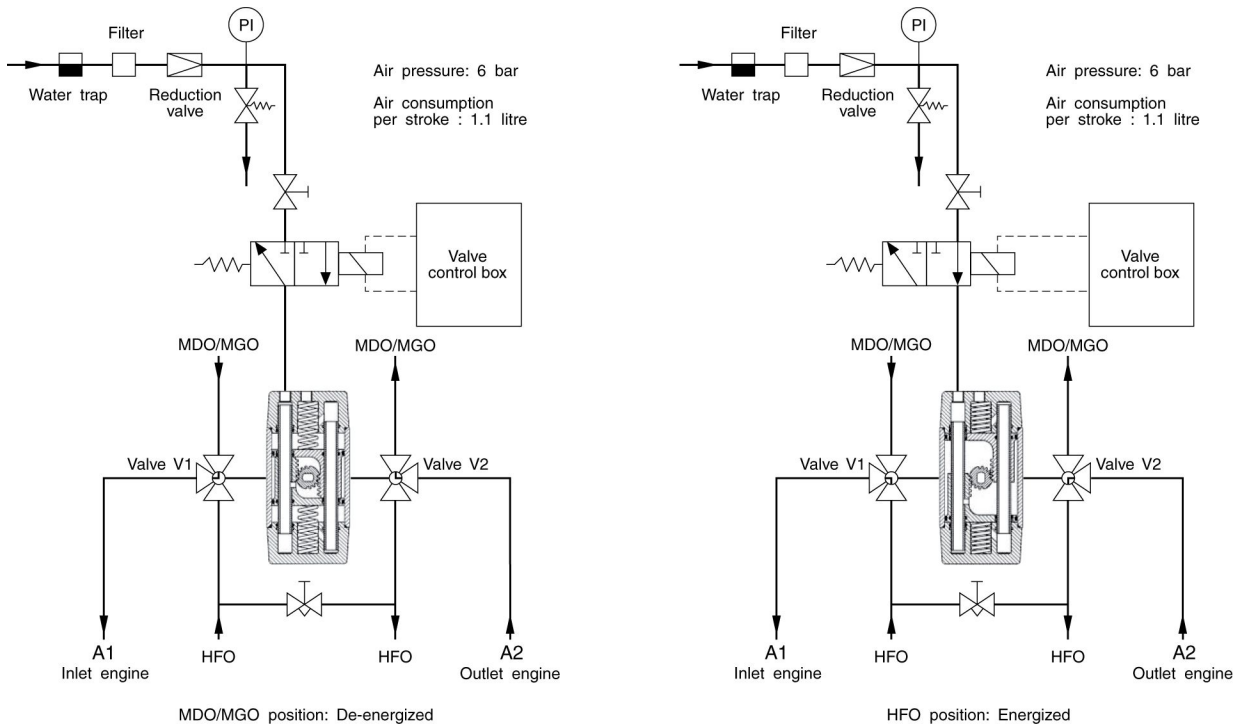 Filter
PI
Water trap
Reduction
valve
Air pressure: 6 bar
Air consumption
per stroke : 1.1 litre
Valve
control box
MDO/MGO
MDO/MGO
Valve V1
Valve V2
A1
Inlet engine
HFO
HFO
A2
Outlet engine
MDO/MGO position: De-energized
Filter
PI
Water trap
Reduction
valve
Air pressure: 6 bar
Air consumption
per stroke : 1.1 litre
Valve
control box
MDO/MGO
MDO/MGO
Valve V1
Valve V2
A1
Inlet engine
HFO
HFO
A2
Outlet engine
HFO position: Energized